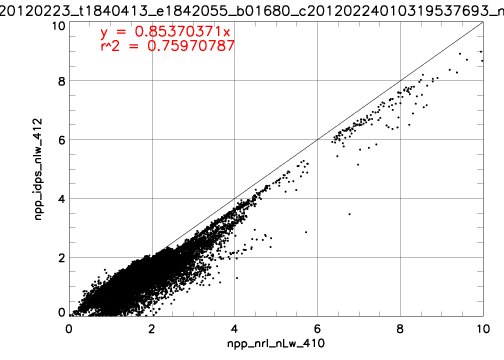 20120223_t1840413_e1842055_b01680_c20120224010319537693_n
y = 0.85370371x
r^2 = 0.75970787
10
8
6
4
2
0
npp_idps_nlw_412
0 2 4 6 8 10
npp_nrl_nLw_410